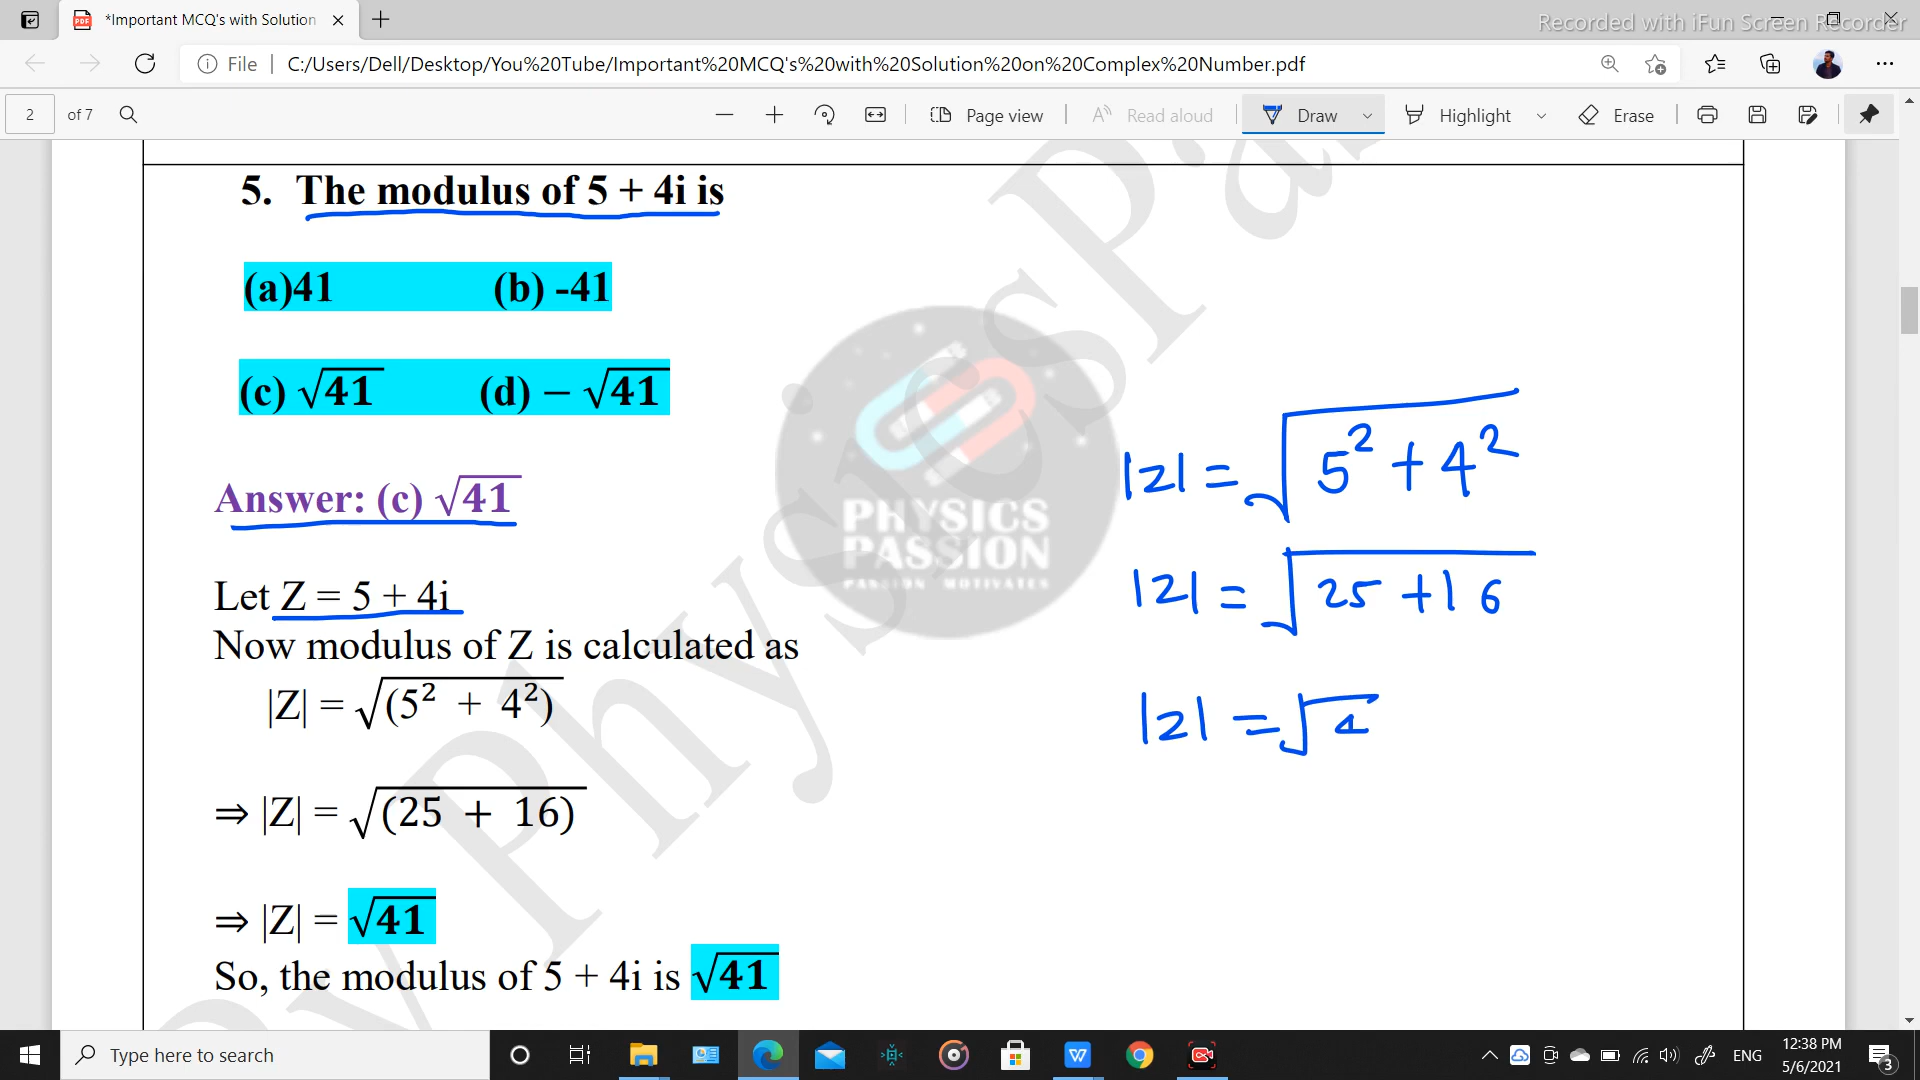 *Important MCQ's with Solution
Recorded with iFun Screen Recorder
File
C:/Users/Dell/Desktop/You%20Tube/Important%20MCQ's%20with%20Solution%20on%20Complex%20Number.pdf
2 of 7
Page view
Read aloud
Draw
Highlight
Erase
5. The modulus of 5 + 4i is
(a)41 (b) -41
(c) √41 (d) − √41
Answer: (c) √41
Let Z = 5 + 4i
Now modulus of Z is calculated as
|Z| = √(5² + 4²)
⇒ |Z| = √(25 + 16)
⇒ |Z| = √41
So, the modulus of 5 + 4i is √41
|z| = √5² + 4²
|z| = √25 + 16
|z| = √4
PHYSICS
PASSION
PASSION MOTIVATES
Type here to search
ENG
12:38 PM
5/6/2021
3